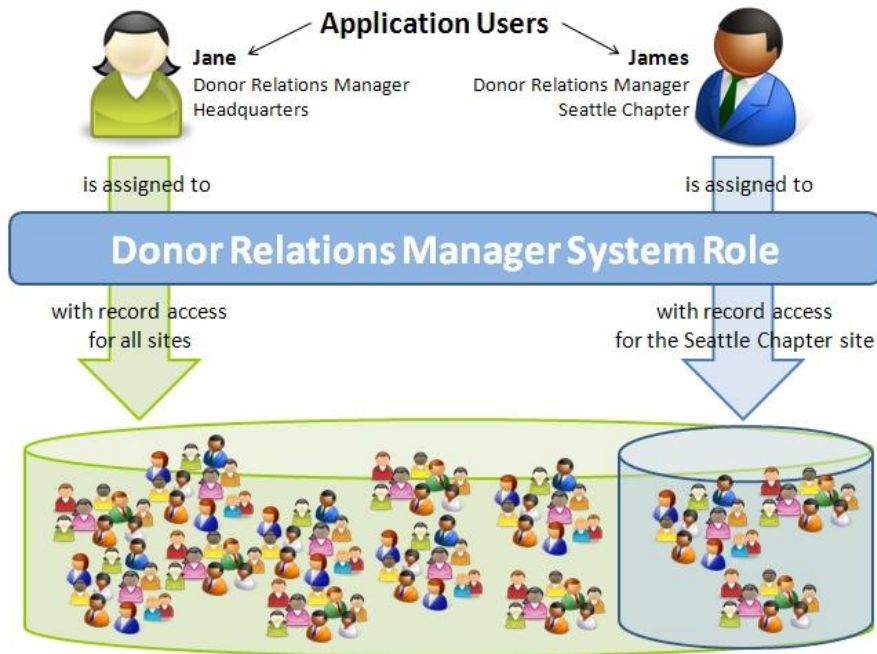 Application Users
Jane
Donor Relations Manager
Headquarters
James
Donor Relations Manager
Seattle Chapter
is assigned to
is assigned to
Donor Relations Manager System Role
with record access
for all sites
with record access
for the Seattle Chapter site